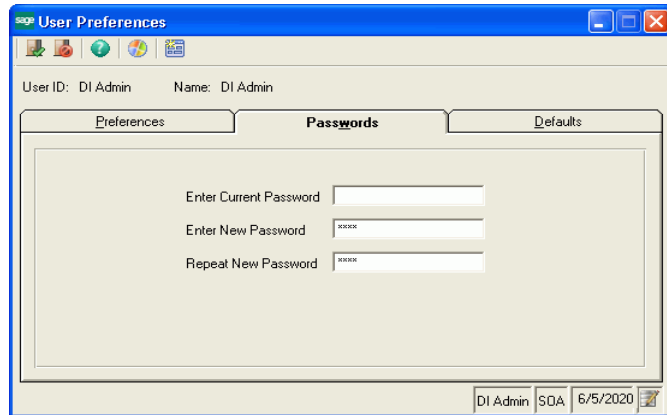 sage User Preferences
User ID: DI Admin Name: DI Admin
Preferences Passwords Defaults
Enter Current Password
Enter New Password ****
Repeat New Password ****
DI Admin SOA 6/5/2020